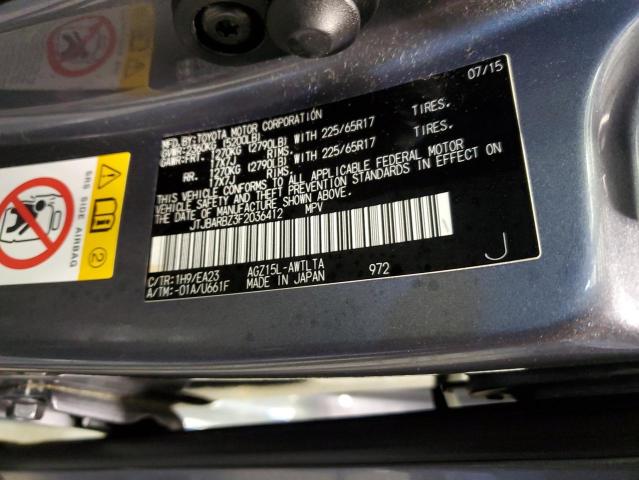 07/15
MFD.BY:TOYOTA MOTOR CORPORATION
GVWR:2360KG (5200LB)
GAWR:FRT. 1270KG (2790LB) WITH 225/65R17 TIRES.
17X7J RIMS.
RR. 1270KG (2790LB) WITH 225/65R17 TIRES.
17X7J RIMS.
THIS VEHICLE CONFORMS TO ALL APPLICABLE FEDERAL MOTOR
VEHICLE SAFETY AND THEFT PREVENTION STANDARDS IN EFFECT ON
THE DATE OF MANUFACTURE SHOWN ABOVE.
JTJBARBZ3F2036412 MPV
C/TR:1H9/EA23 AGZ15L-AWTLTA 972
A/TM:-01A/U661F MADE IN JAPAN
J
SRS SIDE AIRBAG
2